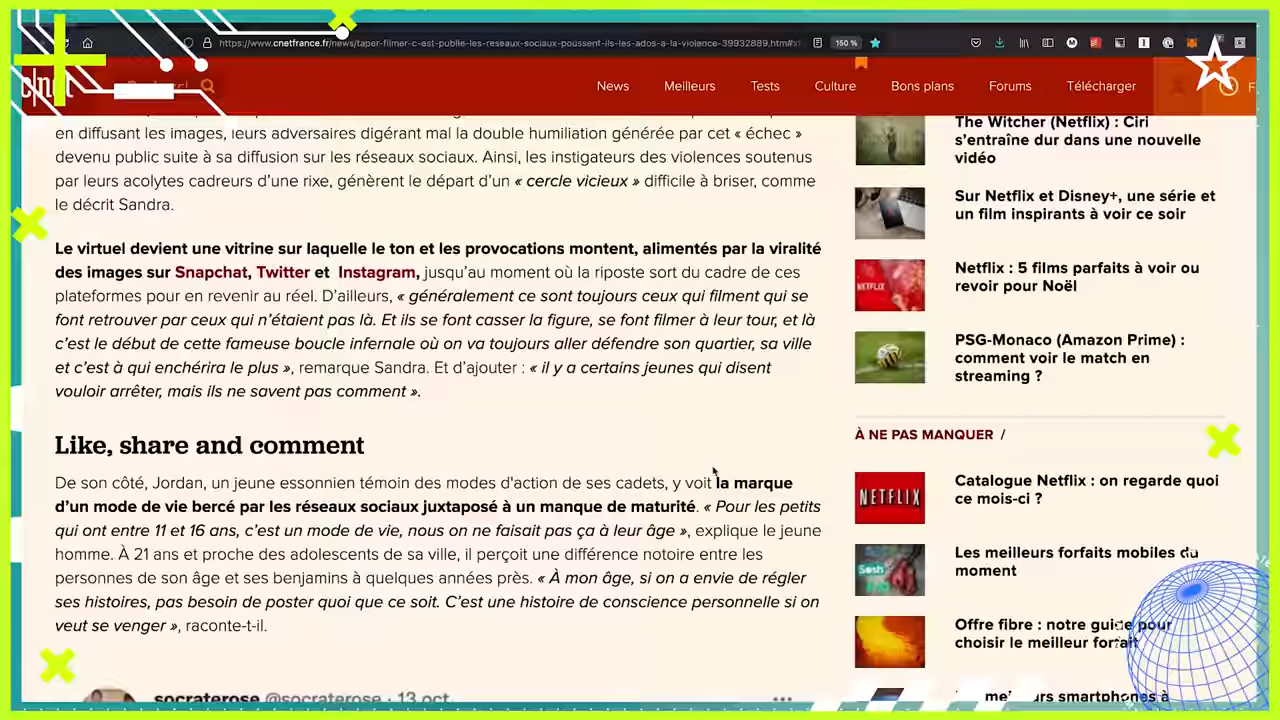 https://www.cnetfrance.fr/news/taper-filmer-c-est-publie-les-reseaux-sociaux-poussent-ils-les-ados-a-la-violence-39932889.htm#xt
150 %
cnet
News
Meilleurs
Tests
Culture
Bons plans
Forums
Télécharger
F
en diffusant les images, leurs adversaires digérant mal la double humiliation générée par cet « échec »
devenu public suite à sa diffusion sur les réseaux sociaux. Ainsi, les instigateurs des violences soutenus
par leurs acolytes cadreurs d’une rixe, génèrent le départ d’un « cercle vicieux » difficile à briser, comme
le décrit Sandra.
Le virtuel devient une vitrine sur laquelle le ton et les provocations montent, alimentés par la viralité
des images sur Snapchat, Twitter et Instagram, jusqu’au moment où la riposte sort du cadre de ces
plateformes pour en revenir au réel. D’ailleurs, « généralement ce sont toujours ceux qui filment qui se
font retrouver par ceux qui n’étaient pas là. Et ils se font casser la figure, se font filmer à leur tour, et là
c’est le début de cette fameuse boucle infernale où on va toujours aller défendre son quartier, sa ville
et c’est à qui enchérira le plus », remarque Sandra. Et d’ajouter : « il y a certains jeunes qui disent
vouloir arrêter, mais ils ne savent pas comment ».
Like, share and comment
De son côté, Jordan, un jeune essonnien témoin des modes d'action de ses cadets, y voit la marque
d’un mode de vie bercé par les réseaux sociaux juxtaposé à un manque de maturité. « Pour les petits
qui ont entre 11 et 16 ans, c’est un mode de vie, nous on ne faisait pas ça à leur âge », explique le jeune
homme. À 21 ans et proche des adolescents de sa ville, il perçoit une différence notoire entre les
personnes de son âge et ses benjamins à quelques années près. « À mon âge, si on a envie de régler
ses histoires, pas besoin de poster quoi que ce soit. C’est une histoire de conscience personnelle si on
veut se venger », raconte-t-il.
socraterose @socraterose · 13 oct.
The Witcher (Netflix) : Ciri
s’entraîne dur dans une nouvelle
vidéo
Sur Netflix et Disney+, une série et
un film inspirants à voir ce soir
NETFLIX
Netflix : 5 films parfaits à voir ou
revoir pour Noël
PSG-Monaco (Amazon Prime) :
comment voir le match en
streaming ?
À NE PAS MANQUER /
NETFLIX
Catalogue Netflix : on regarde quoi
ce mois-ci ?
Sosh
Les meilleurs forfaits mobiles du
moment
Offre fibre : notre guide pour
choisir le meilleur forfait
smartphones à